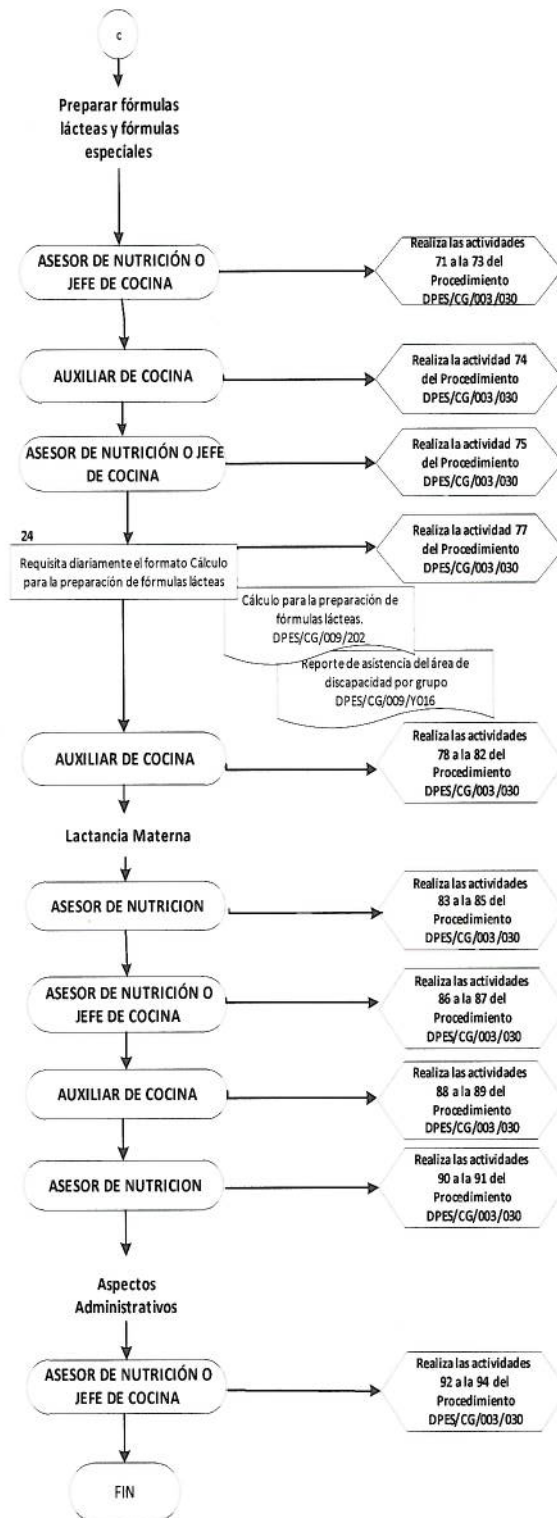 c
Preparar fórmulas
lácteas y fórmulas
especiales
ASESOR DE NUTRICIÓN O
JEFE DE COCINA
Realiza las actividades
71 a la 73 del
Procedimiento
DPES/CG/003/030
AUXILIAR DE COCINA
Realiza la actividad 74
del Procedimiento
DPES/CG/003/030
ASESOR DE NUTRICIÓN O JEFE
DE COCINA
Realiza la actividad 75
del Procedimiento
DPES/CG/003/030
24
Requisita diariamente el formato Cálculo
para la preparación de fórmulas lácteas
Realiza la actividad 77
del Procedimiento
DPES/CG/003/030
Cálculo para la preparación de
fórmulas lácteas.
DPES/CG/009/202
Reporte de asistencia del área de
discapacidad por grupo
DPES/CG/009/Y016
AUXILIAR DE COCINA
Realiza las actividades
78 a la 82 del
Procedimiento
DPES/CG/003/030
Lactancia Materna
ASESOR DE NUTRICION
Realiza las actividades
83 a la 85 del
Procedimiento
DPES/CG/003/030
ASESOR DE NUTRICIÓN O
JEFE DE COCINA
Realiza las actividades
86 a la 87 del
Procedimiento
DPES/CG/003/030
AUXILIAR DE COCINA
Realiza las actividades
88 a la 89 del
Procedimiento
DPES/CG/003/030
ASESOR DE NUTRICION
Realiza las actividades
90 a la 91 del
Procedimiento
DPES/CG/003/030
Aspectos
Administrativos
ASESOR DE NUTRICIÓN O
JEFE DE COCINA
Realiza las actividades
92 a la 94 del
Procedimiento
DPES/CG/003/030
FIN